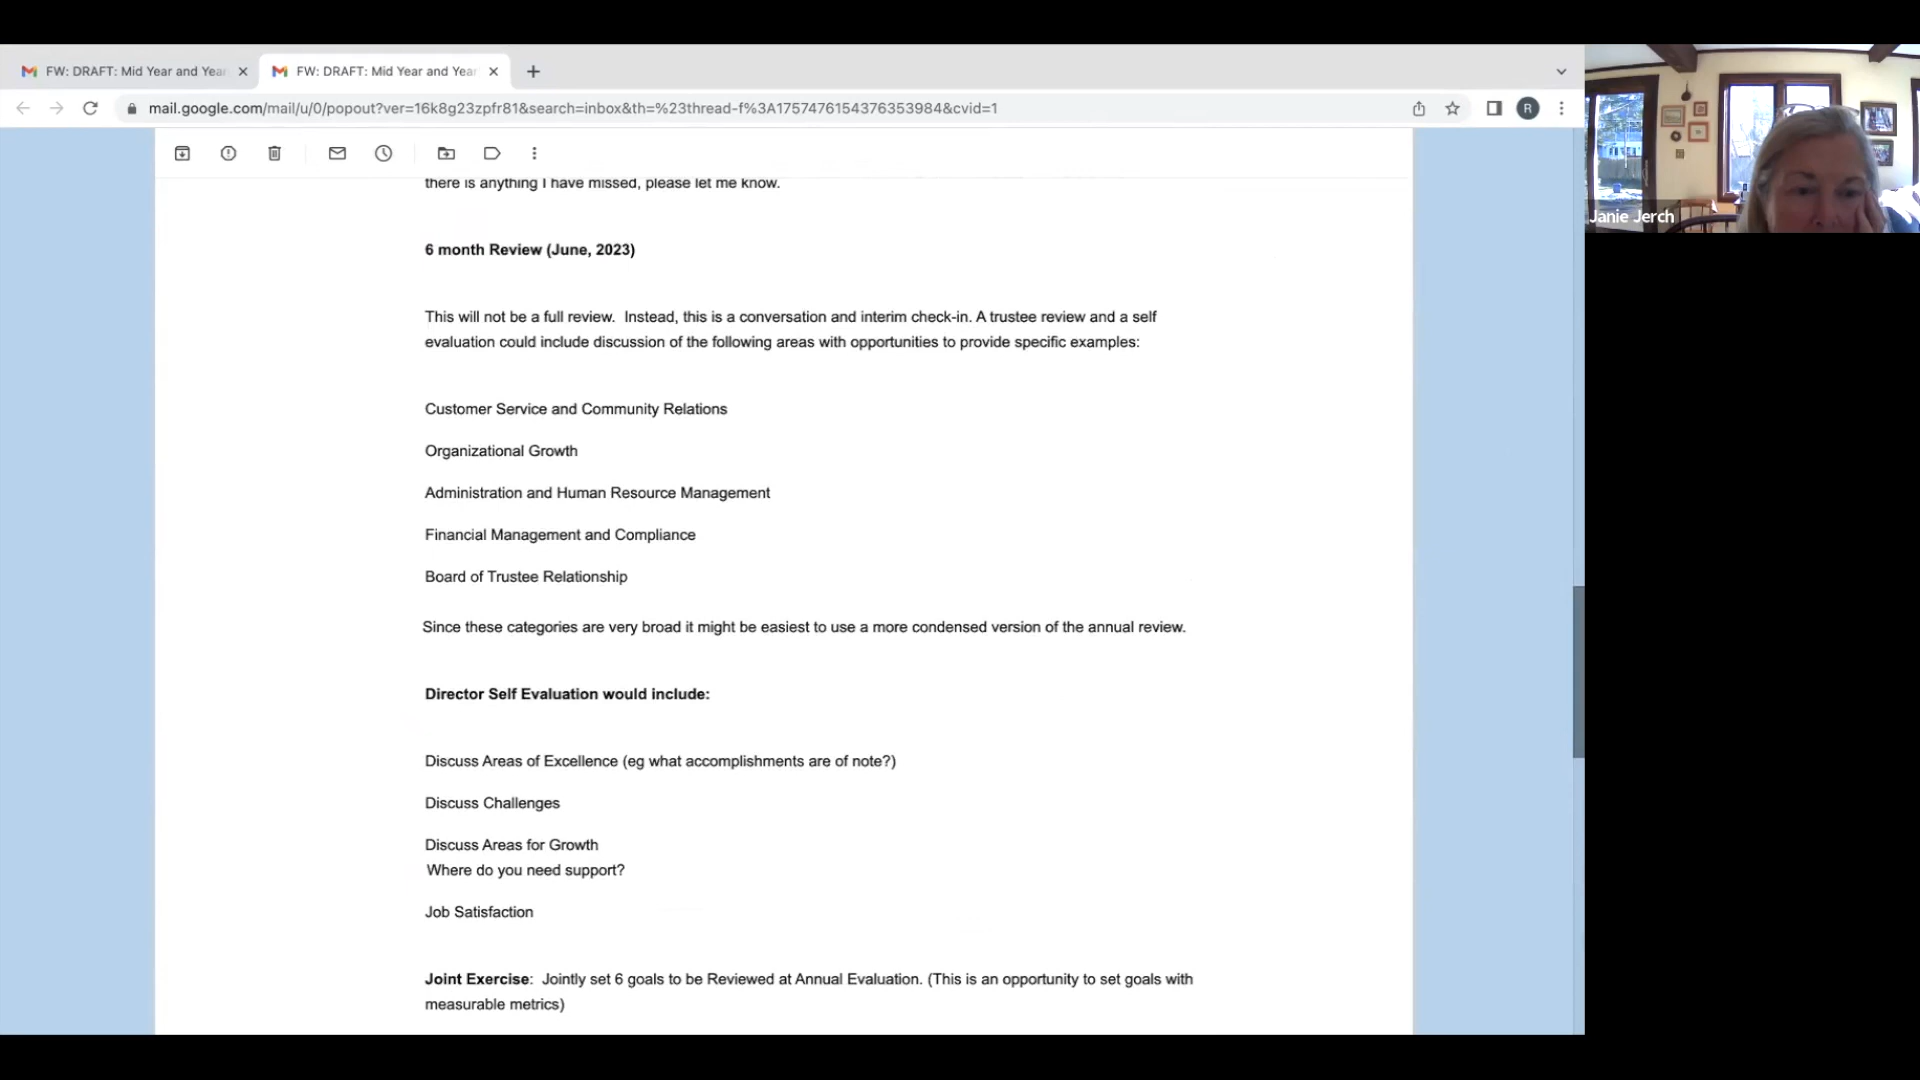 FW: DRAFT: Mid Year and Year
FW: DRAFT: Mid Year and Year
mail.google.com/mail/u/0/popout?ver=16k8g23zpfr81&search=inbox&th=%23thread-f%3A1757476154376353984&cvid=1
R
there is anything I have missed, please let me know.
6 month Review (June, 2023)
This will not be a full review. Instead, this is a conversation and interim check-in. A trustee review and a self
evaluation could include discussion of the following areas with opportunities to provide specific examples:
Customer Service and Community Relations
Organizational Growth
Administration and Human Resource Management
Financial Management and Compliance
Board of Trustee Relationship
Since these categories are very broad it might be easiest to use a more condensed version of the annual review.
Director Self Evaluation would include:
Discuss Areas of Excellence (eg what accomplishments are of note?)
Discuss Challenges
Discuss Areas for Growth
Where do you need support?
Job Satisfaction
Joint Exercise: Jointly set 6 goals to be Reviewed at Annual Evaluation. (This is an opportunity to set goals with
measurable metrics)
Janie Jerch